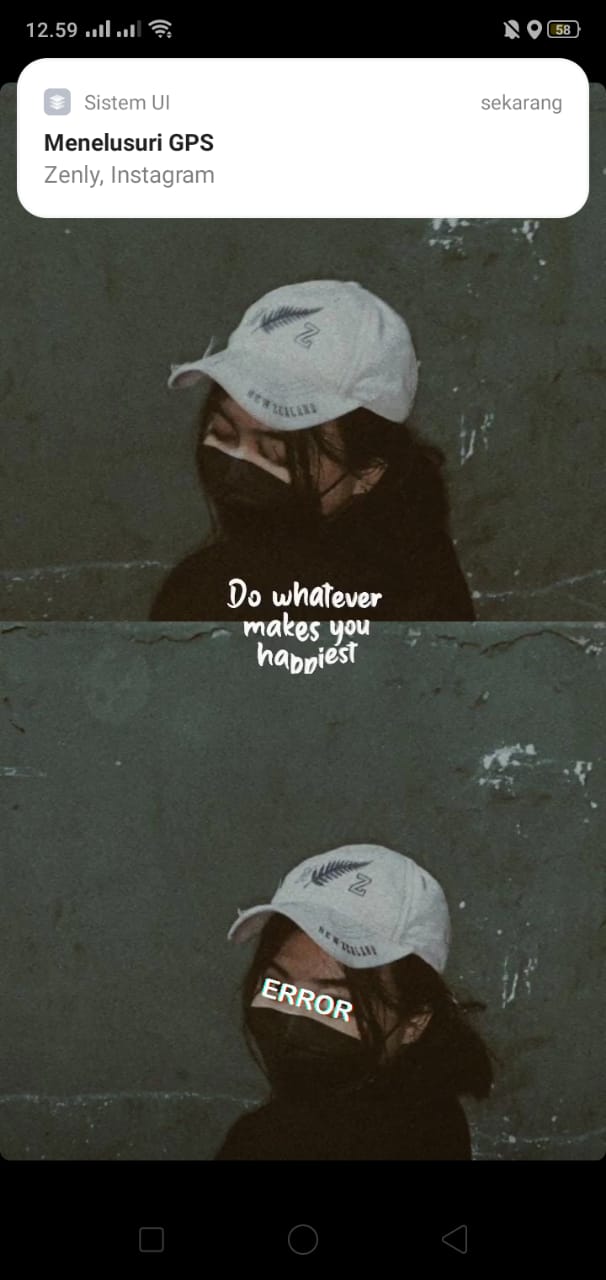 12.59
58
Sistem UI
sekarang
Menelusuri GPS
Zenly, Instagram
Z
NEW ZEALAND
Do whatever
makes you
happiest
Z
NEW ZEALAND
ERROR